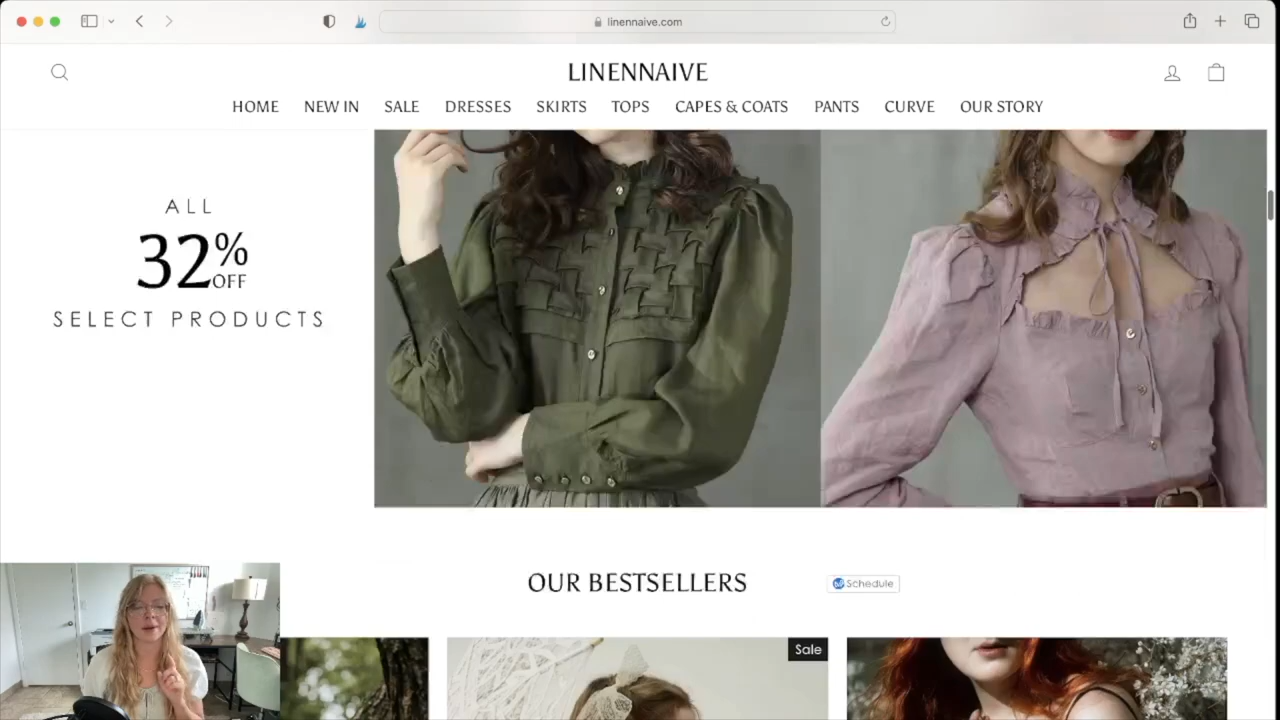 linennaive.com
LINENNAIVE
HOME NEW IN SALE DRESSES SKIRTS TOPS CAPES & COATS PANTS CURVE OUR STORY
ALL
32% OFF
SELECT PRODUCTS
OUR BESTSELLERS
Schedule
Sale